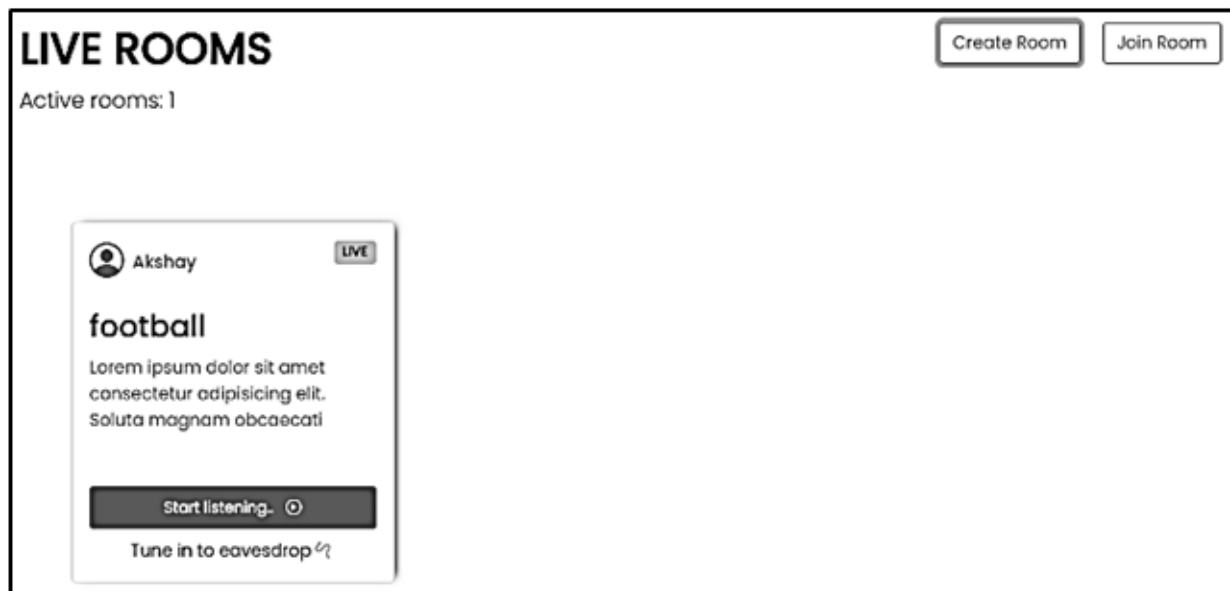 LIVE ROOMS
Create Room
Join Room
Active rooms: 1
Akshay
LIVE
football
Lorem ipsum dolor sit amet
consectetur adipisicing elit.
Soluta magnam obcaecati
Start listening..
Tune in to eavesdrop